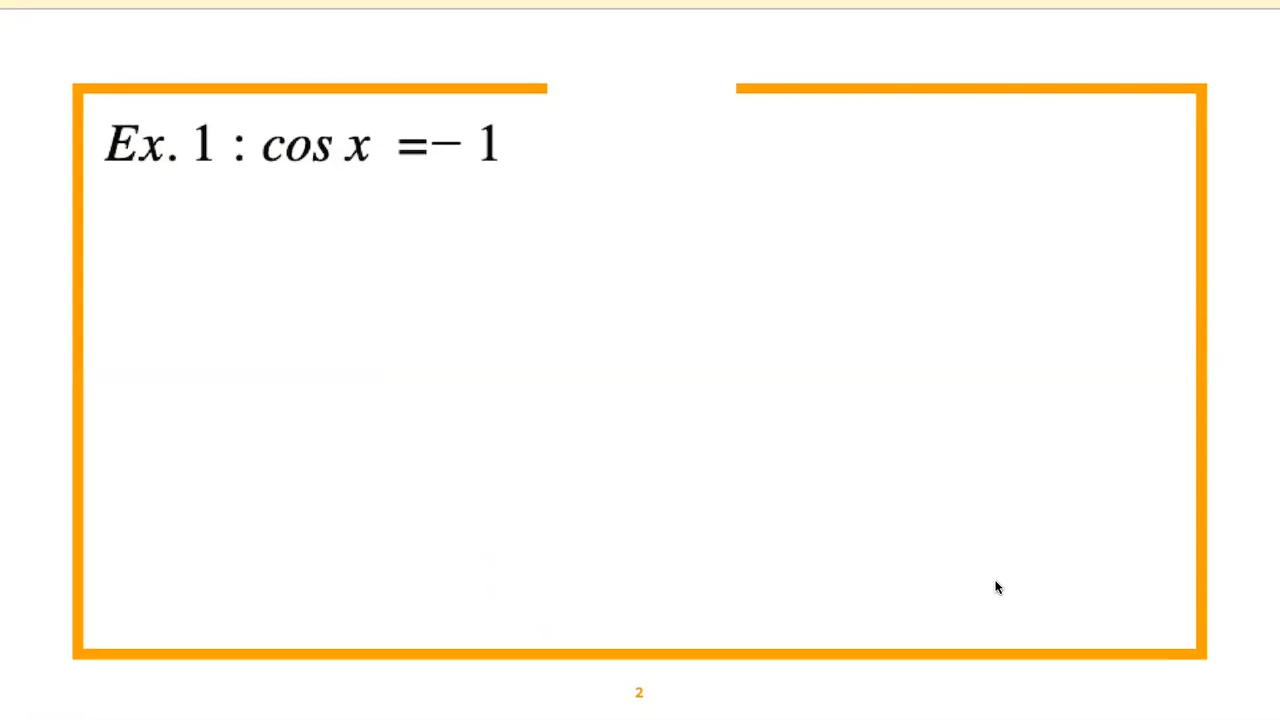 Ex. 1 : cos x = − 1
2